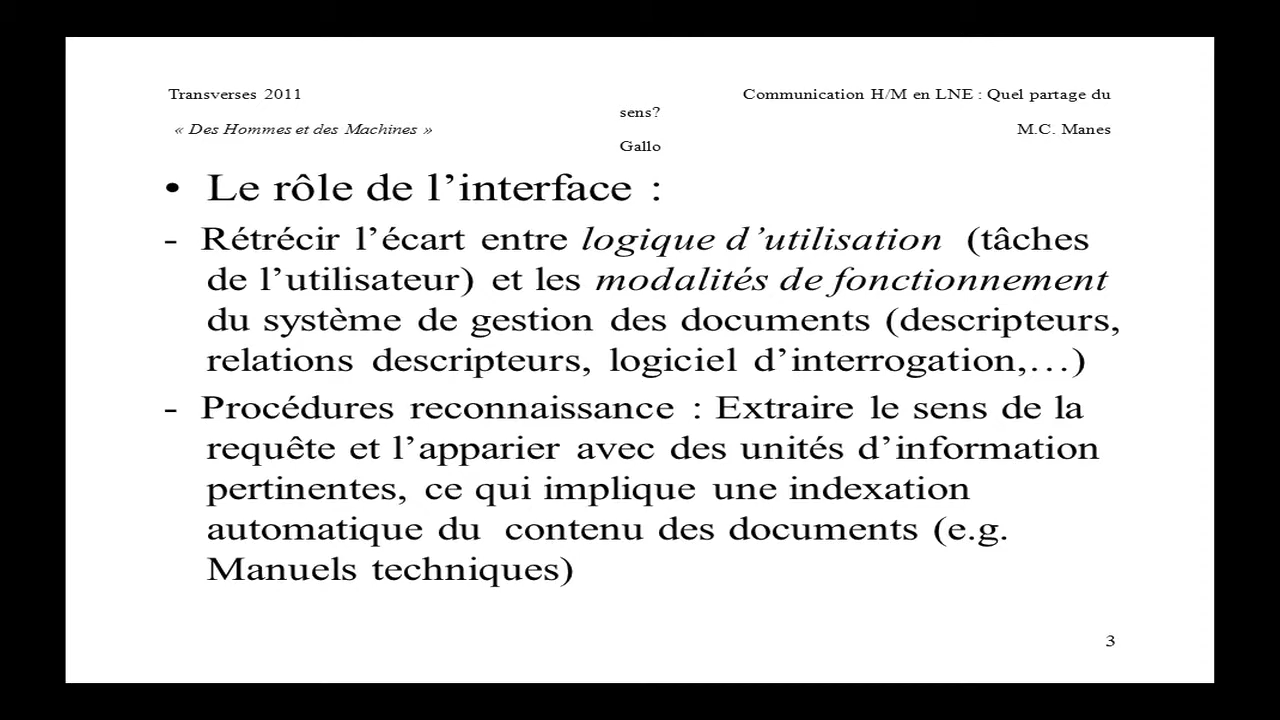 Transverses 2011 Communication H/M en LNE : Quel partage du
sens?
« Des Hommes et des Machines » M.C. Manes
Gallo
• Le rôle de l’interface :
- Rétrécir l’écart entre logique d’utilisation (tâches
de l’utilisateur) et les modalités de fonctionnement
du système de gestion des documents (descripteurs,
relations descripteurs, logiciel d’interrogation,…)
- Procédures reconnaissance : Extraire le sens de la
requête et l’apparier avec des unités d’information
pertinentes, ce qui implique une indexation
automatique du contenu des documents (e.g.
Manuels techniques)
3